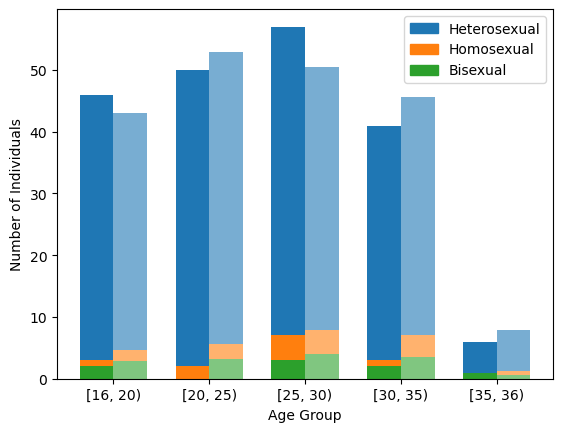 Heterosexual
Homosexual
Bisexual
Number of Individuals
50
40
30
20
10
0
[16, 20)
[20, 25)
[25, 30)
[30, 35)
[35, 36)
Age Group